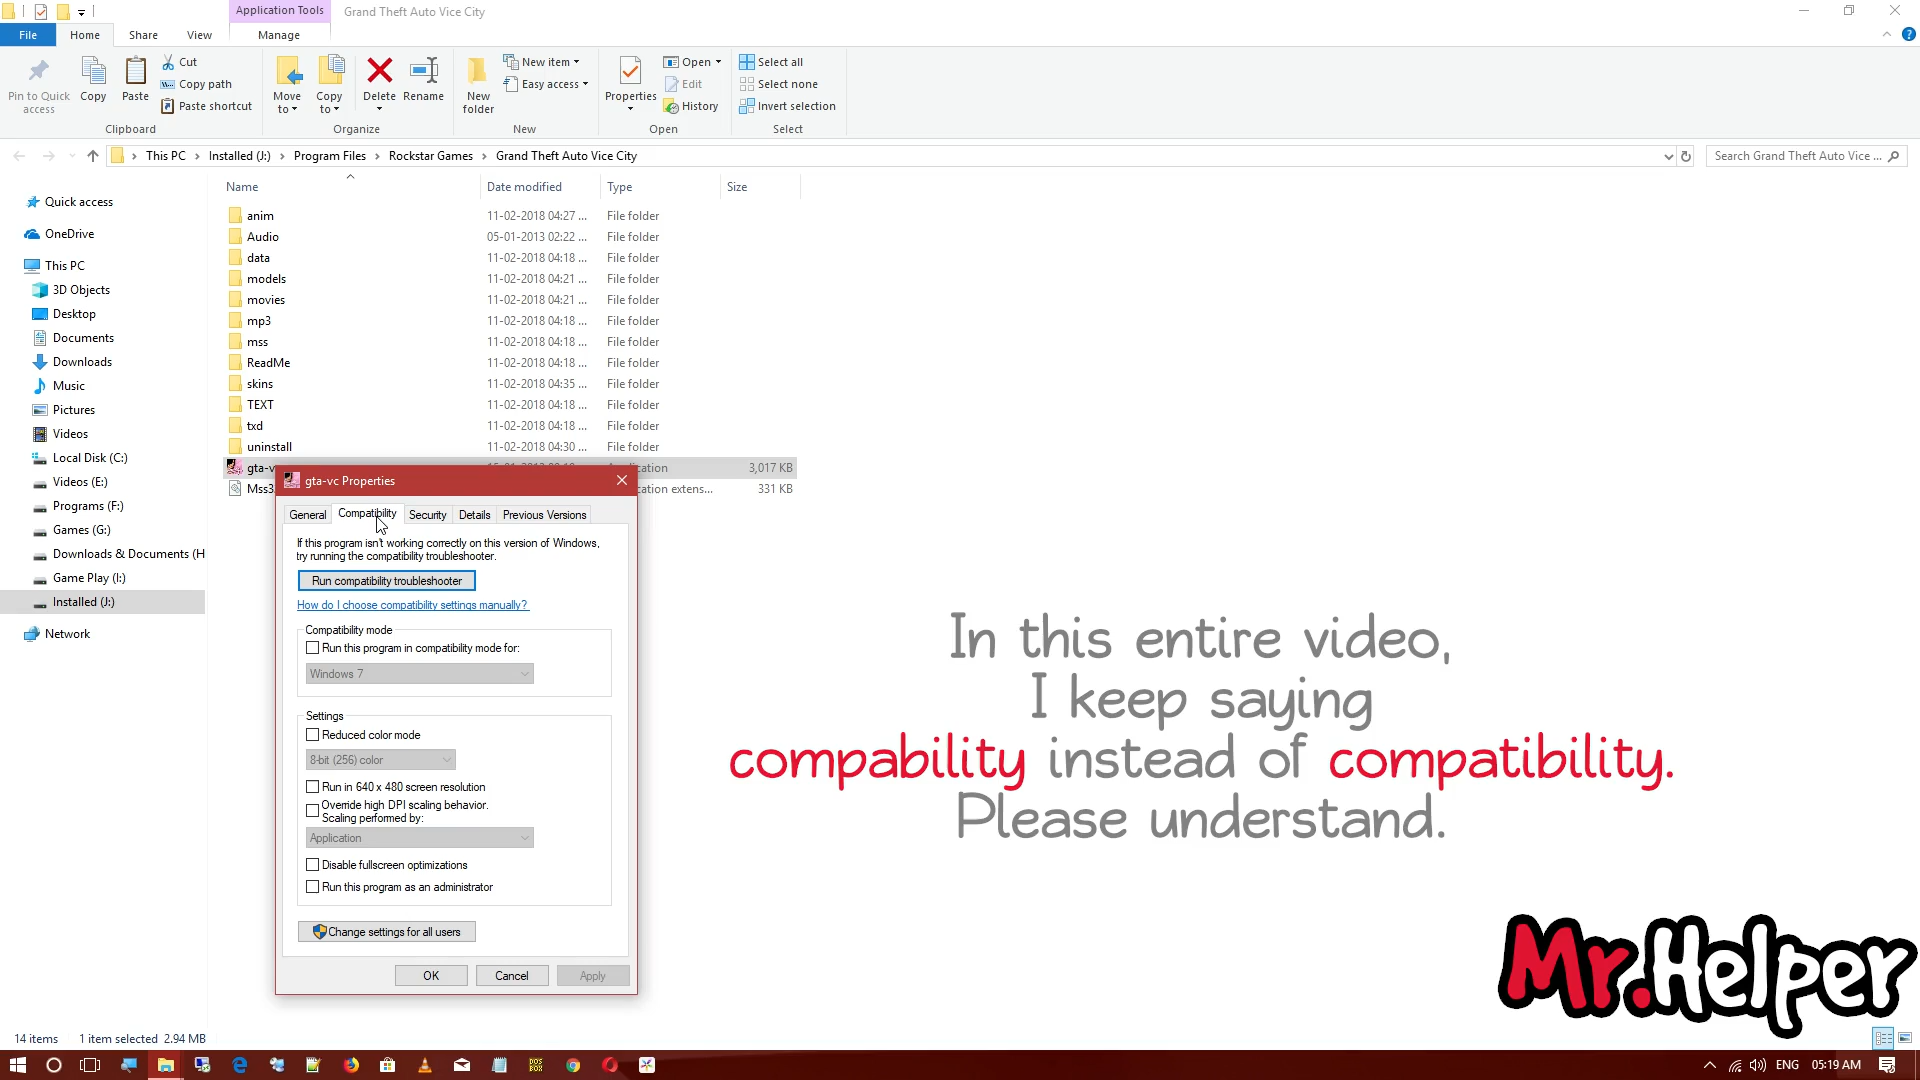 Application Tools
Grand Theft Auto Vice City
File
Home
Share
View
Manage
Pin to Quick access
Copy
Paste
Cut
Copy path
Paste shortcut
Clipboard
Move to
Copy to
Delete
Rename
Organize
New folder
New item
Easy access
New
Properties
Open
Edit
History
Open
Select all
Select none
Invert selection
Select
This PC
Installed (J:)
Program Files
Rockstar Games
Grand Theft Auto Vice City
Search Grand Theft Auto Vice ...
Name Date modified Type Size
Quick access
OneDrive
This PC
3D Objects
Desktop
Documents
Downloads
Music
Pictures
Videos
Local Disk (C:)
Videos (E:)
Programs (F:)
Games (G:)
Downloads & Documents (H
Game Play (I:)
Installed (J:)
Network
anim 11-02-2018 04:27 ... File folder
Audio 05-01-2013 02:22 ... File folder
data 11-02-2018 04:18 ... File folder
models 11-02-2018 04:21 ... File folder
movies 11-02-2018 04:21 ... File folder
mp3 11-02-2018 04:18 ... File folder
mss 11-02-2018 04:18 ... File folder
ReadMe 11-02-2018 04:18 ... File folder
skins 11-02-2018 04:35 ... File folder
TEXT 11-02-2018 04:18 ... File folder
txd 11-02-2018 04:18 ... File folder
uninstall 11-02-2018 04:30 ... File folder
gta-v 3,017 KB
Mss3 331 KB
gta-vc Properties
General
Compatibility
Security
Details
Previous Versions
If this program isn't working correctly on this version of Windows,
try running the compatibility troubleshooter.
Run compatibility troubleshooter
How do I choose compatibility settings manually?
Compatibility mode
Run this program in compatibility mode for:
Windows 7
Settings
Reduced color mode
8-bit (256) color
Run in 640 x 480 screen resolution
Override high DPI scaling behavior.
Scaling performed by:
Application
Disable fullscreen optimizations
Run this program as an administrator
Change settings for all users
OK
Cancel
Apply
In this entire video,
I keep saying
compability instead of compatibility.
Please understand.
Mr.Helper
14 items 1 item selected 2.94 MB
DOS BOX
ENG
05:19 AM